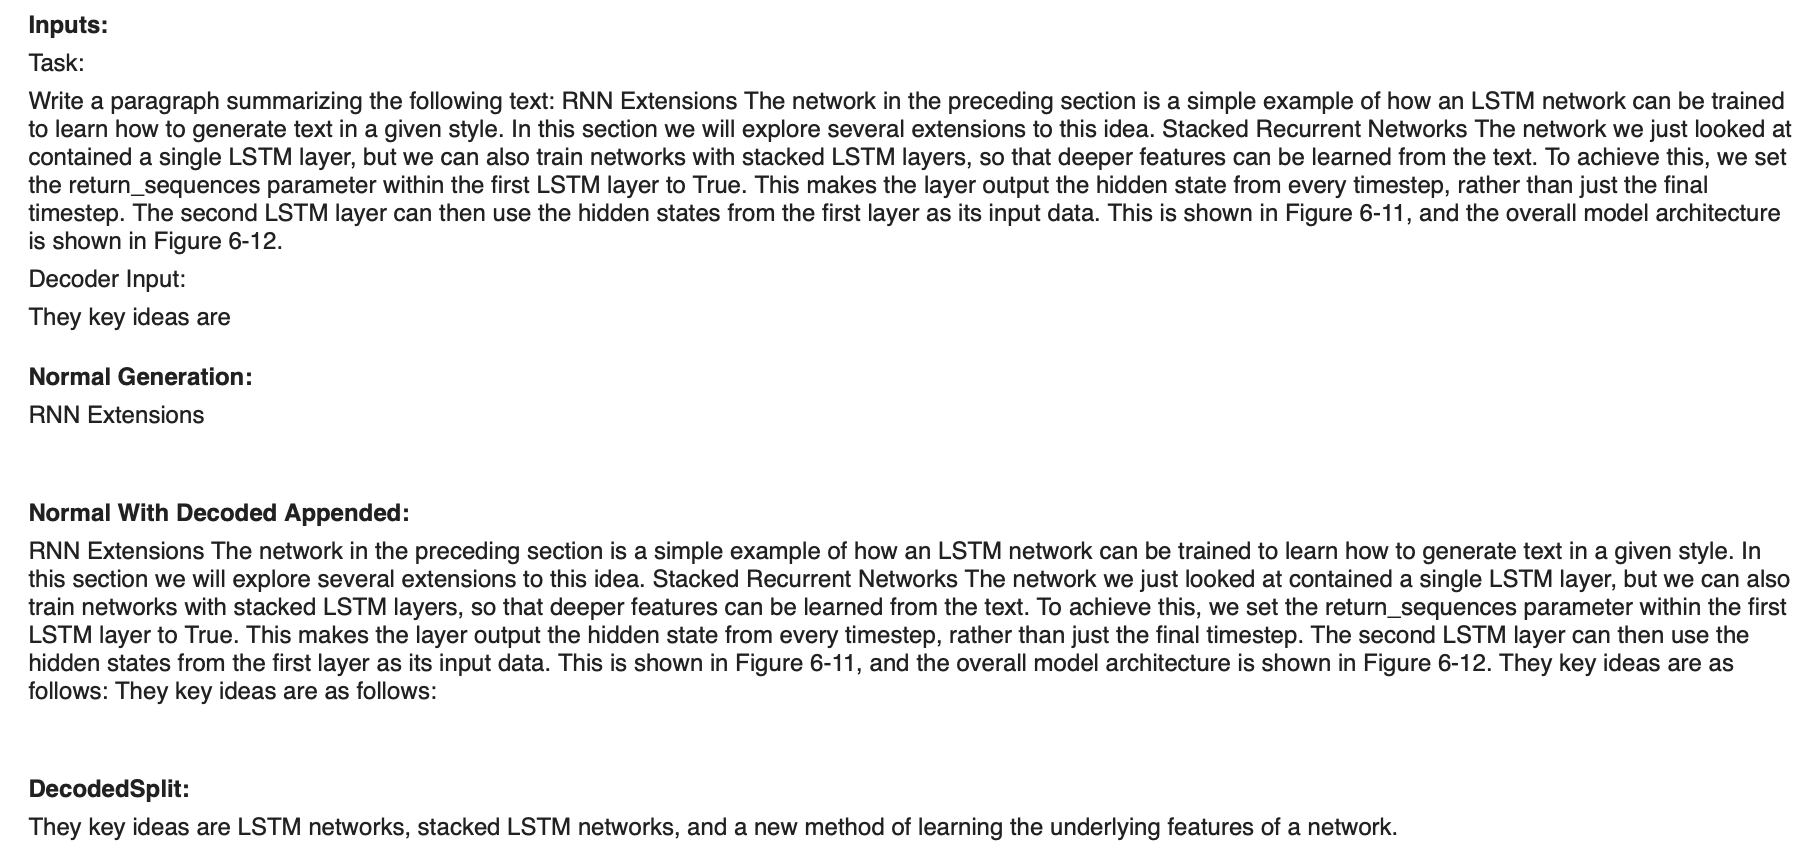 Inputs:
Task:
Write a paragraph summarizing the following text: RNN Extensions The network in the preceding section is a simple example of how an LSTM network can be trained
to learn how to generate text in a given style. In this section we will explore several extensions to this idea. Stacked Recurrent Networks The network we just looked at
contained a single LSTM layer, but we can also train networks with stacked LSTM layers, so that deeper features can be learned from the text. To achieve this, we set
the return_sequences parameter within the first LSTM layer to True. This makes the layer output the hidden state from every timestep, rather than just the final
timestep. The second LSTM layer can then use the hidden states from the first layer as its input data. This is shown in Figure 6-11, and the overall model architecture
is shown in Figure 6-12.
Decoder Input:
They key ideas are
Normal Generation:
RNN Extensions
Normal With Decoded Appended:
RNN Extensions The network in the preceding section is a simple example of how an LSTM network can be trained to learn how to generate text in a given style. In
this section we will explore several extensions to this idea. Stacked Recurrent Networks The network we just looked at contained a single LSTM layer, but we can also
train networks with stacked LSTM layers, so that deeper features can be learned from the text. To achieve this, we set the return_sequences parameter within the first
LSTM layer to True. This makes the layer output the hidden state from every timestep, rather than just the final timestep. The second LSTM layer can then use the
hidden states from the first layer as its input data. This is shown in Figure 6-11, and the overall model architecture is shown in Figure 6-12. They key ideas are as
follows: They key ideas are as follows:
DecodedSplit:
They key ideas are LSTM networks, stacked LSTM networks, and a new method of learning the underlying features of a network.